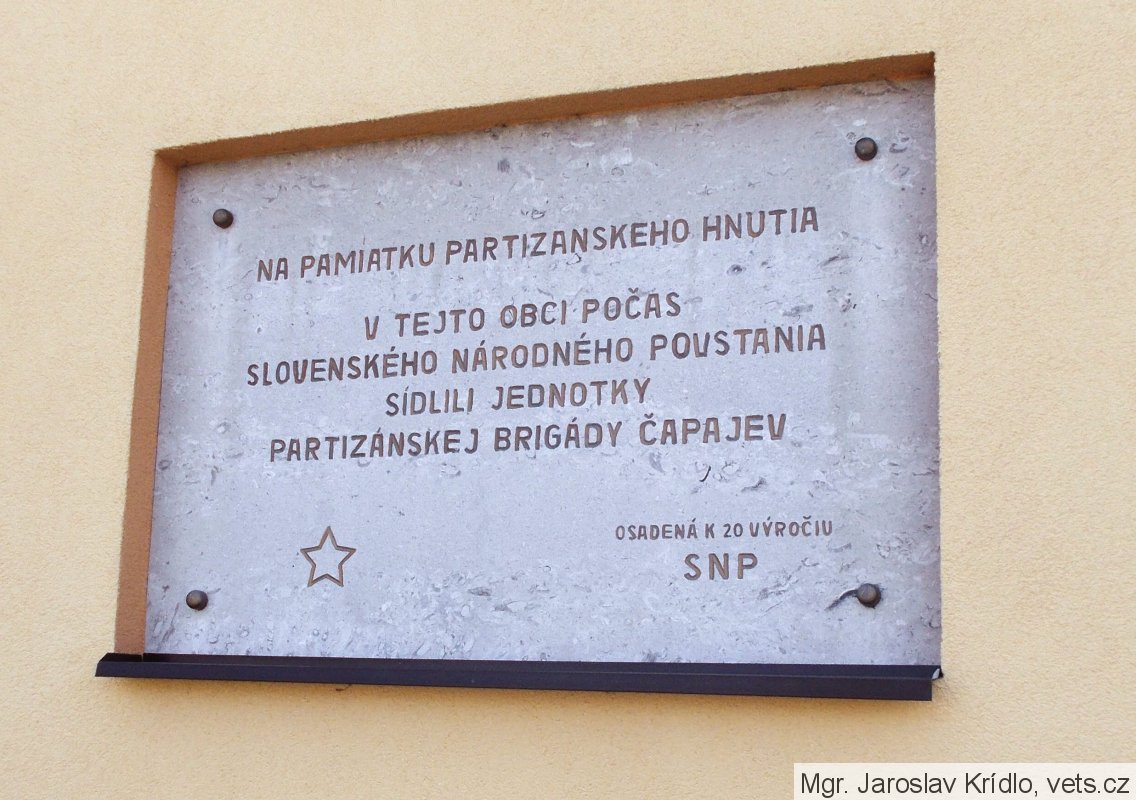 NA PAMIATKU PARTIZANSKEHO HNUTIA
V TEJTO OBCI POČAS
SLOVENSKÉHO NÁRODNÉHO POVSTANIA
SÍDLILI JEDNOTKY
PARTIZÁNSKEJ BRIGÁDY ČAPAJEV
OSADENÁ K 20 VÝROČIU
SNP
Mgr. Jaroslav Krídlo, vets.cz